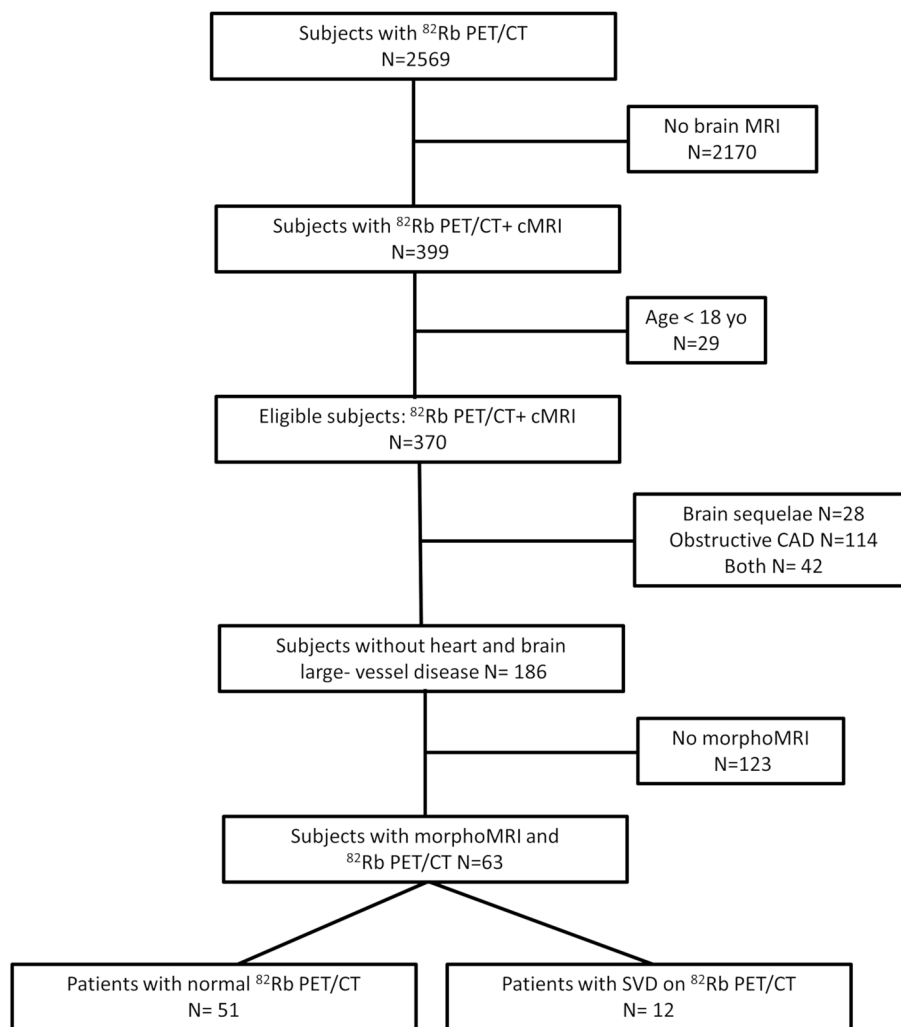 Subjects with ⁸²Rb PET/CT
N=2569
No brain MRI
N=2170
Subjects with ⁸²Rb PET/CT+ cMRI
N=399
Age < 18 yo
N=29
Eligible subjects: ⁸²Rb PET/CT+ cMRI
N=370
Brain sequelae N=28
Obstructive CAD N=114
Both N= 42
Subjects without heart and brain
large- vessel disease N= 186
No morphoMRI
N=123
Subjects with morphoMRI and
⁸²Rb PET/CT N=63
Patients with normal ⁸²Rb PET/CT
N= 51
Patients with SVD on ⁸²Rb PET/CT
N= 12